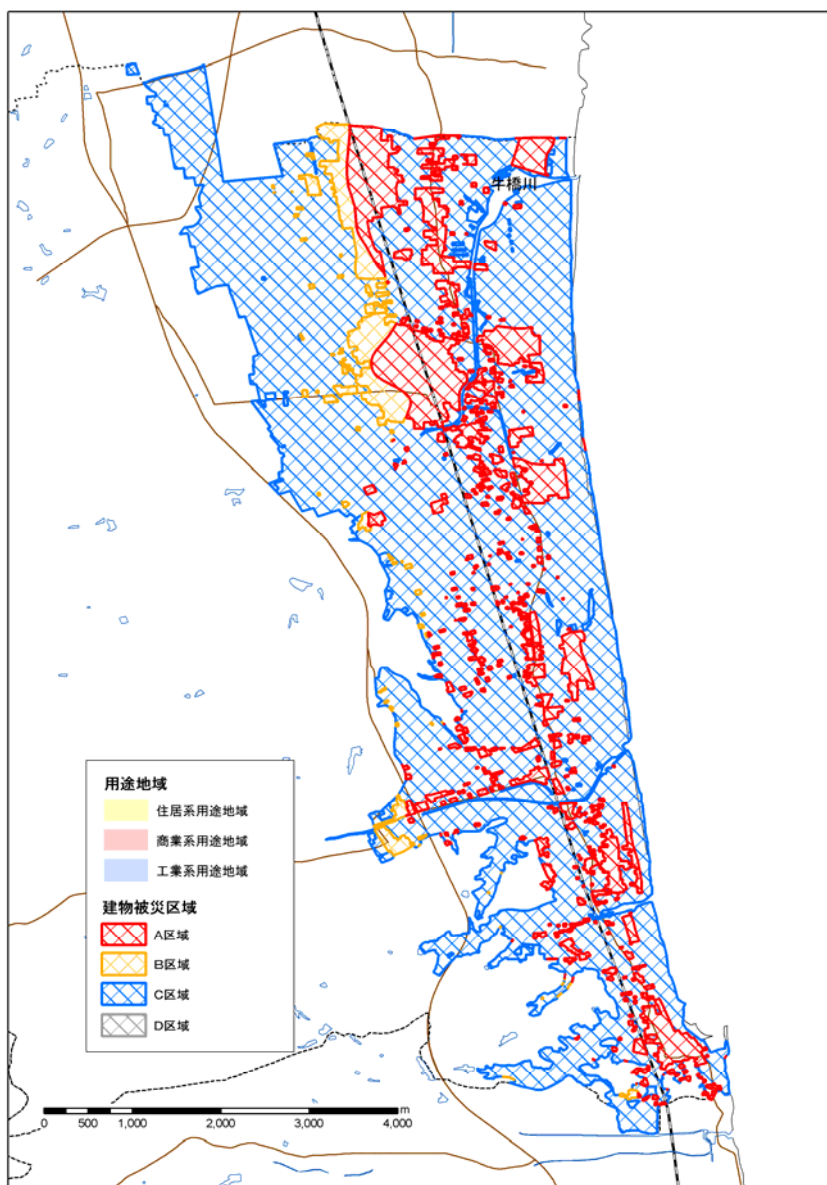 牛橋川
用途地域
住居系用途地域
商業系用途地域
工業系用途地域
建物被災区域
A区域
B区域
C区域
D区域
m
0 500 1,000 2,000 3,000 4,000